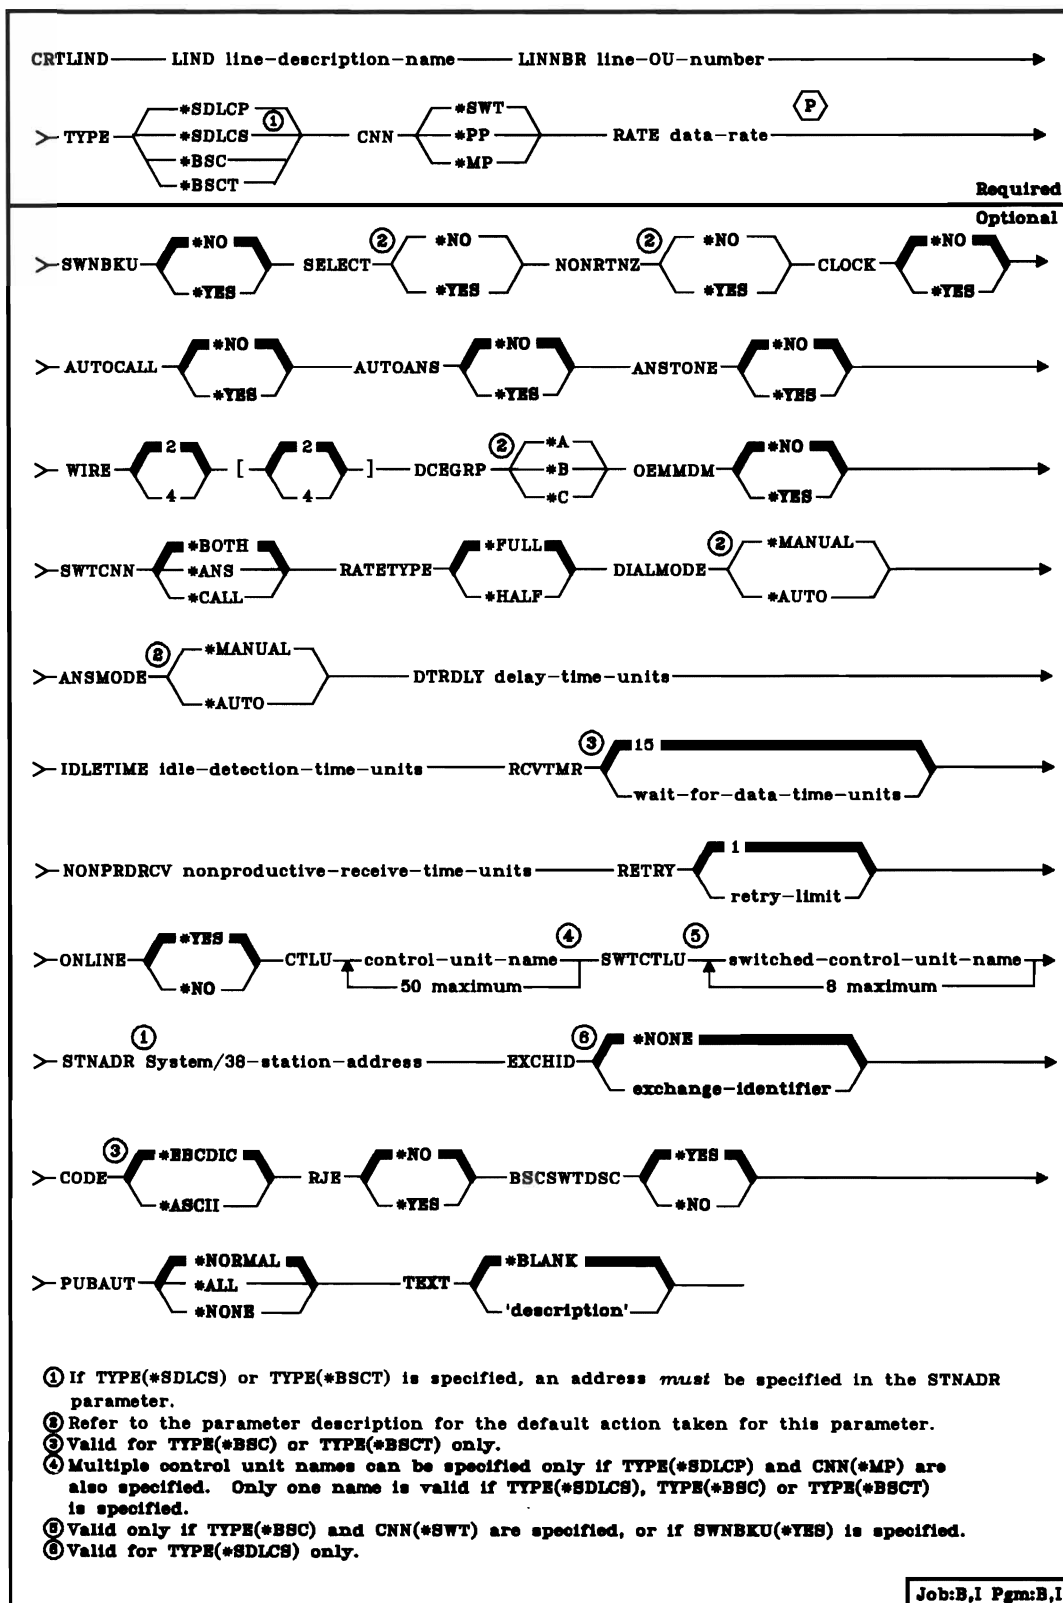 CRTLIND LIND line-description-name LINNBR line-OU-number
P
*SDLCP *SWT
1
> TYPE *SDLCS CNN *PP RATE data-rate
*BSC *MP
*BSCT
Required
Optional
2 2
*NO *NO *NO *NO
> SWNBKU SELECT NONRTNZ CLOCK
*YES *YES *YES *YES
*NO *NO *NO
> AUTOCALL AUTOANS ANSTONE
*YES *YES *YES
2
2 2 *A *NO
> WIRE [ ] DCEGRP *B OEMMDM
4 4 *C *YES
2
*BOTH *FULL *MANUAL
> SWTCNN *ANS RATETYPE DIALMODE
*CALL *HALF *AUTO
2 *MANUAL
> ANSMODE DTRDLY delay-time-units
*AUTO
3 15
> IDLETIME idle-detection-time-units RCVTMR
wait-for-data-time-units
1
> NONPRDRCV nonproductive-receive-time-units RETRY
retry-limit
*YES 4 5
> ONLINE CTLU control-unit-name SWTCTLU switched-control-unit-name
*NO 50 maximum 8 maximum
1 6 *NONE
> STNADR System/38-station-address EXCHID
exchange-identifier
3 *EBCDIC *NO *YES
> CODE RJE BSCSWTDSC
*ASCII *YES *NO
*NORMAL *BLANK
> PUBAUT *ALL TEXT
*NONE 'description'
1 If TYPE(*SDLCS) or TYPE(*BSCT) is specified, an address must be specified in the STNADR
parameter.
2 Refer to the parameter description for the default action taken for this parameter.
3 Valid for TYPE(*BSC) or TYPE(*BSCT) only.
4 Multiple control unit names can be specified only if TYPE(*SDLCP) and CNN(*MP) are
also specified. Only one name is valid if TYPE(*SDLCS), TYPE(*BSC) or TYPE(*BSCT)
is specified.
5 Valid only if TYPE(*BSC) and CNN(*SWT) are specified, or if SWNBKU(*YES) is specified.
6 Valid for TYPE(*SDLCS) only.
Job:B,I Pgm:B,I